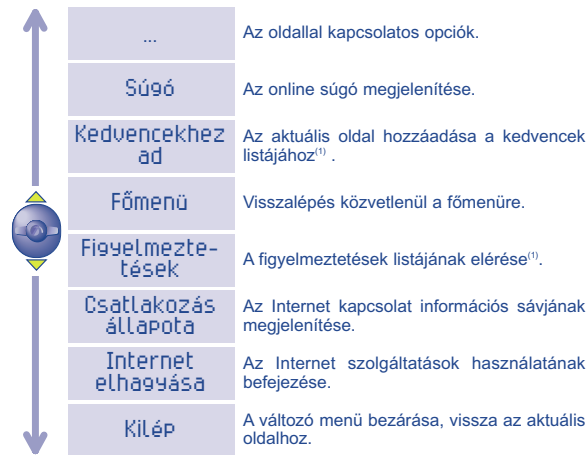 ...
Az oldallal kapcsolatos opciók.
Súgó
Az online súgó megjelenítése.
Kedvencekhez
ad
Az aktuális oldal hozzáadása a kedvencek
listájához(1) .
Főmenü
Visszalépés közvetlenül a főmenüre.
Figyelmezte-
tések
A figyelmeztetések listájának elérése(1).
Csatlakozás
állapota
Az Internet kapcsolat információs sávjának
megjelenítése.
Internet
elhagyása
Az Internet szolgáltatások használatának
befejezése.
Kilép
A változó menü bezárása, vissza az aktuális
oldalhoz.